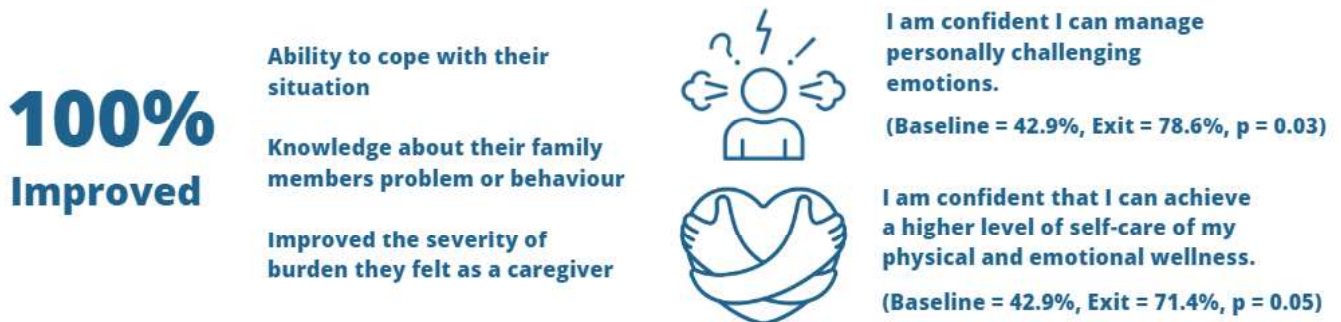 100%
Improved
Ability to cope with their
situation
Knowledge about their family
members problem or behaviour
Improved the severity of
burden they felt as a caregiver
I am confident I can manage
personally challenging
emotions.
(Baseline = 42.9%, Exit = 78.6%, p = 0.03)
I am confident that I can achieve
a higher level of self-care of my
physical and emotional wellness.
(Baseline = 42.9%, Exit = 71.4%, p = 0.05)